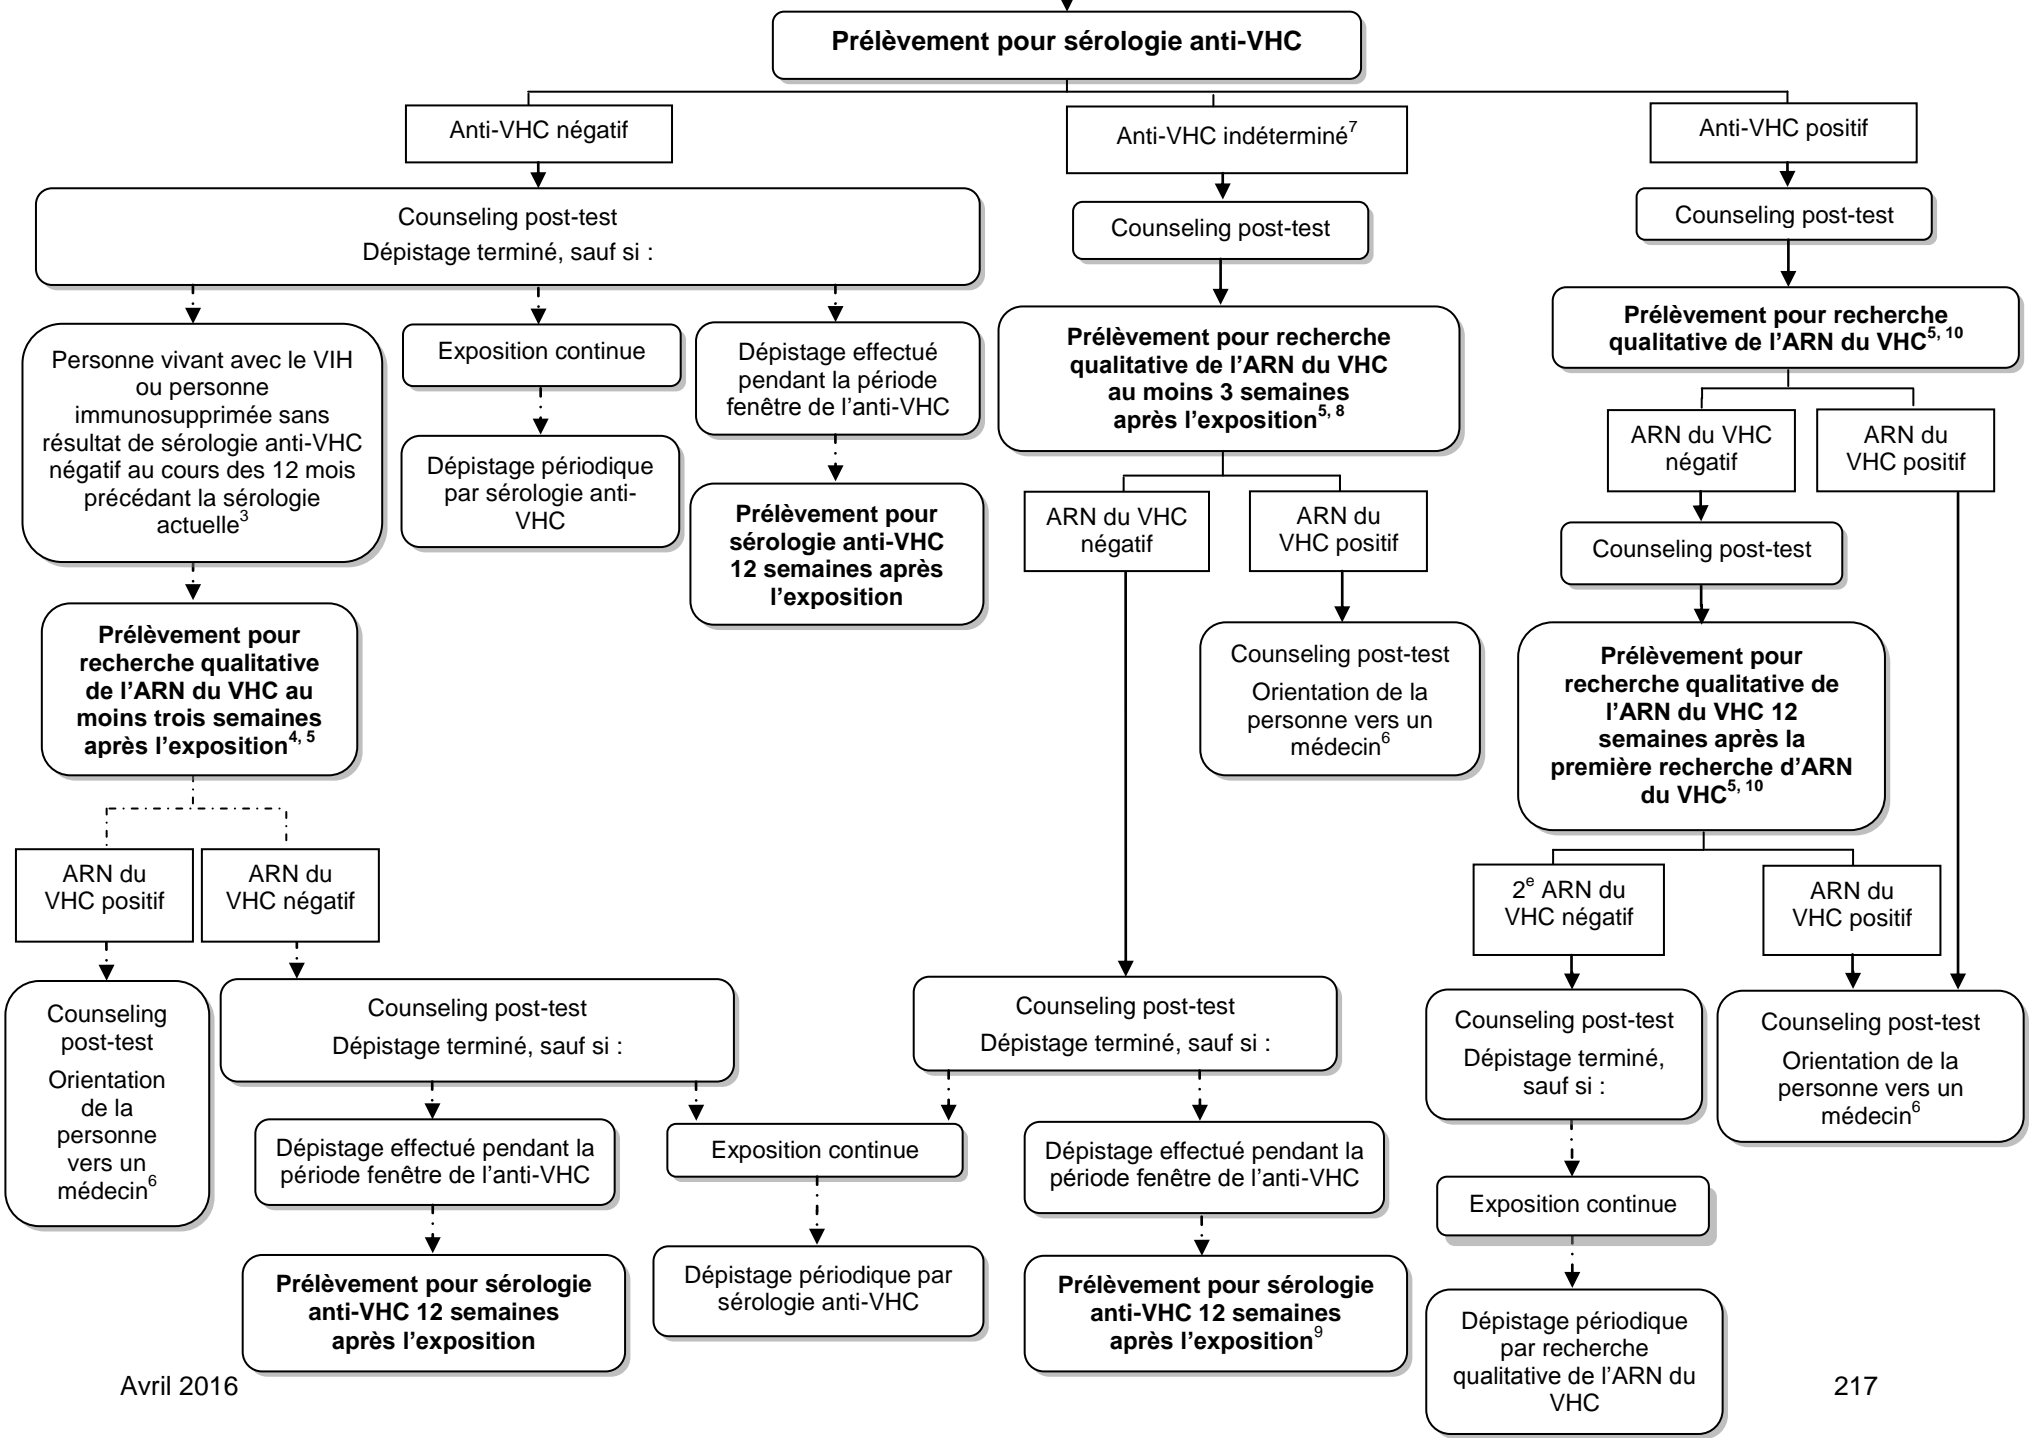 Prélèvement pour sérologie anti-VHC
Anti-VHC négatif
Anti-VHC indéterminé7
Anti-VHC positif
Counseling post-test
Dépistage terminé, sauf si :
Counseling post-test
Counseling post-test
Personne vivant avec le VIH
ou personne
immunosupprimée sans
résultat de sérologie anti-VHC
négatif au cours des 12 mois
précédant la sérologie
actuelle3
Exposition continue
Dépistage effectué
pendant la période
fenêtre de l’anti-VHC
Prélèvement pour recherche
qualitative de l’ARN du VHC
au moins 3 semaines
après l’exposition5, 8
Prélèvement pour recherche
qualitative de l’ARN du VHC5, 10
Dépistage périodique
par sérologie anti-
VHC
Prélèvement pour
sérologie anti-VHC
12 semaines après
l’exposition
ARN du VHC
négatif
ARN du
VHC positif
ARN du VHC
négatif
ARN du
VHC positif
Counseling post-test
Prélèvement pour
recherche qualitative
de l’ARN du VHC au
moins trois semaines
après l’exposition4, 5
Counseling post-test
Orientation de la
personne vers un
médecin6
Prélèvement pour
recherche qualitative de
l’ARN du VHC 12
semaines après la
première recherche d’ARN
du VHC5, 10
ARN du
VHC positif
ARN du
VHC négatif
2e ARN du
VHC négatif
ARN du
VHC positif
Counseling
post-test
Orientation
de la
personne
vers un
médecin6
Counseling post-test
Dépistage terminé, sauf si :
Counseling post-test
Dépistage terminé, sauf si :
Counseling post-test
Dépistage terminé,
sauf si :
Counseling post-test
Orientation de la
personne vers un
médecin6
Dépistage effectué pendant la
période fenêtre de l’anti-VHC
Exposition continue
Dépistage effectué pendant la
période fenêtre de l’anti-VHC
Exposition continue
Prélèvement pour sérologie
anti-VHC 12 semaines
après l’exposition
Dépistage périodique par
sérologie anti-VHC
Prélèvement pour sérologie
anti-VHC 12 semaines
après l’exposition9
Dépistage périodique
par recherche
qualitative de l’ARN du
VHC
Avril 2016
217